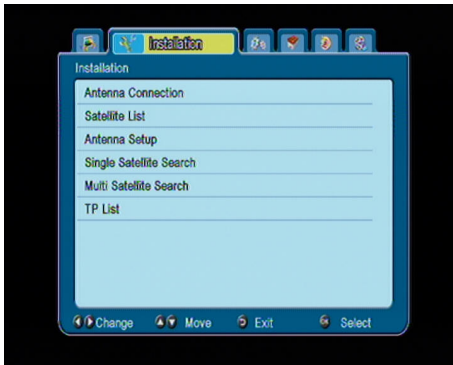 Installation
Installation
Antenna Connection
Satellite List
Antenna Setup
Single Satellite Search
Multi Satellite Search
TP List
Change Move Exit Select